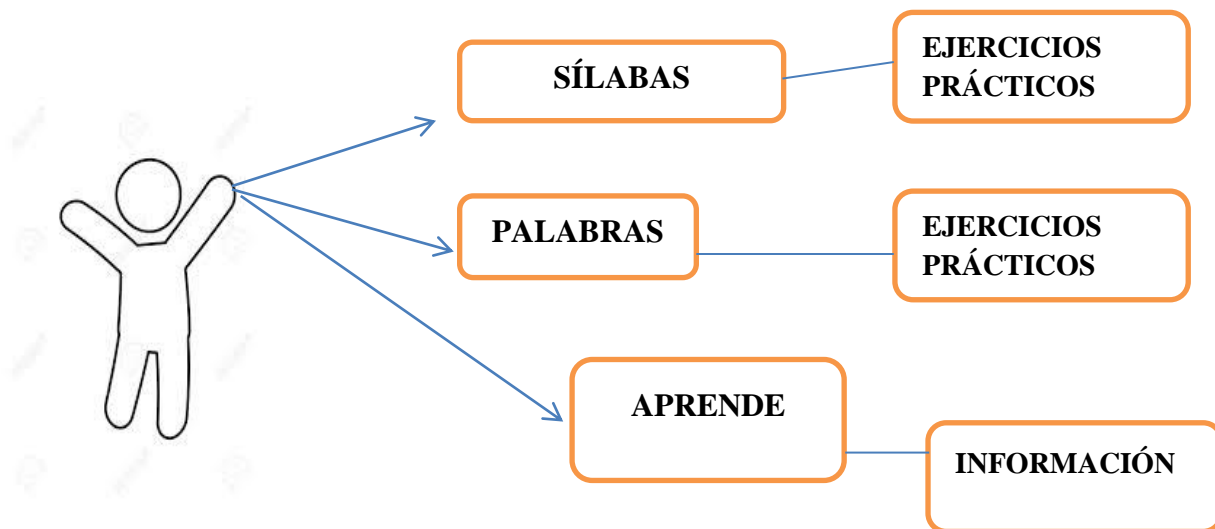 SÍLABAS
EJERCICIOS
PRÁCTICOS
PALABRAS
EJERCICIOS
PRÁCTICOS
APRENDE
INFORMACIÓN